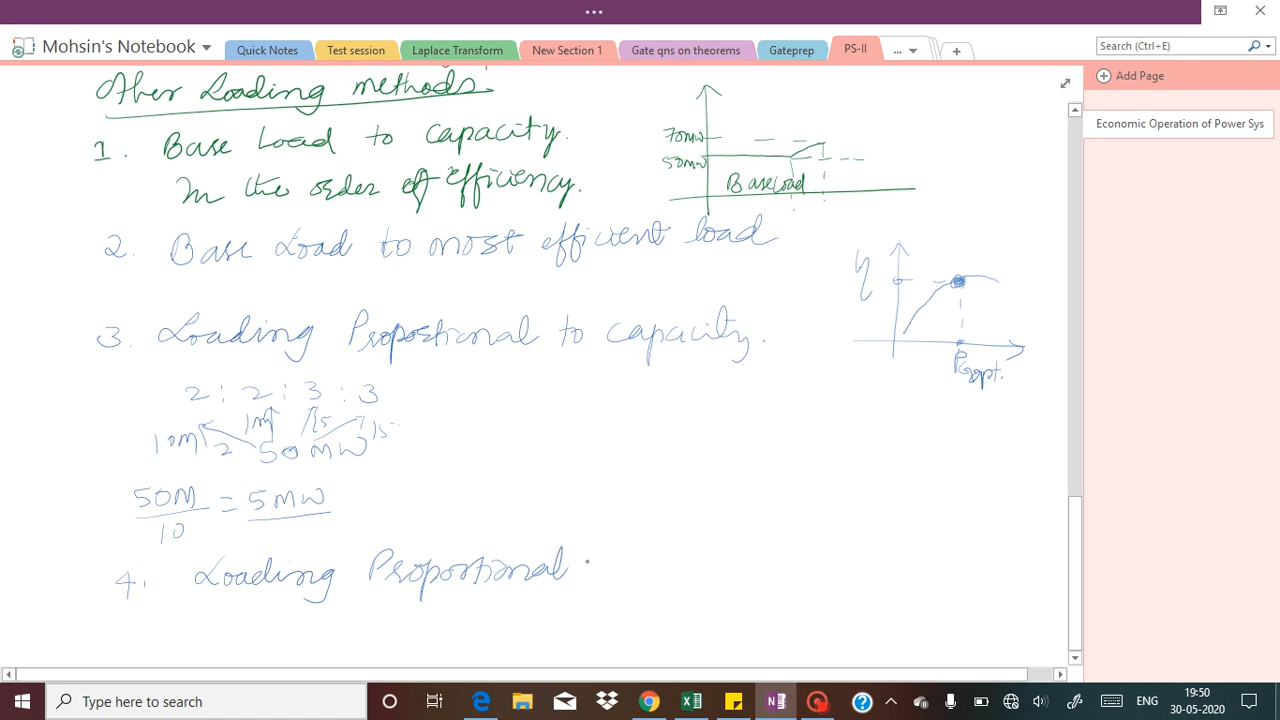 Mohsin's Notebook
Quick Notes
Test session
Laplace Transform
New Section 1
Gate qns on theorems
Gateprep
PS-II
...
Search (Ctrl+E)
Add Page
Economic Operation of Power Sys
Other Loading methods.
1. Base Load to capacity.
In the order of efficiency.
70MW
50MW
Base Load
2. Base Load to most efficient load
η
PG opt.
3. Loading Proportional to capacity.
2 : 2 : 3 : 3
50 MW
50M
10
= 5MW
4. Loading Proportional
Type here to search
ENG
19:50
30-05-2020